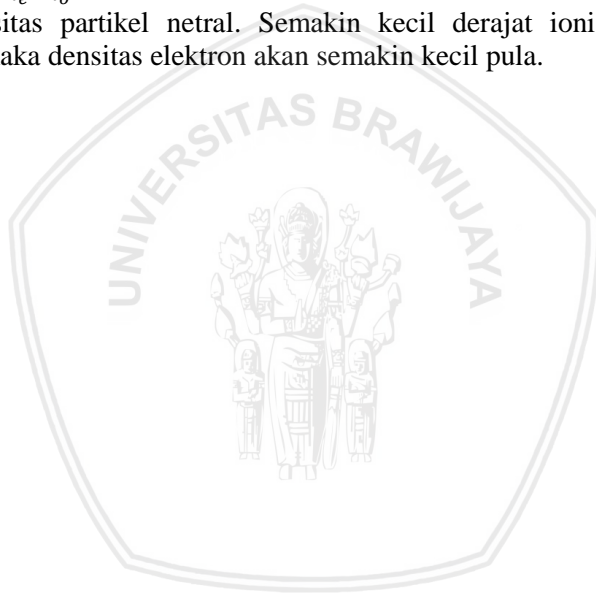 sitas partikel netral. Semakin kecil derajat ioni
aka densitas elektron akan semakin kecil pula.
UNIVERSITAS BRAWIJAYA